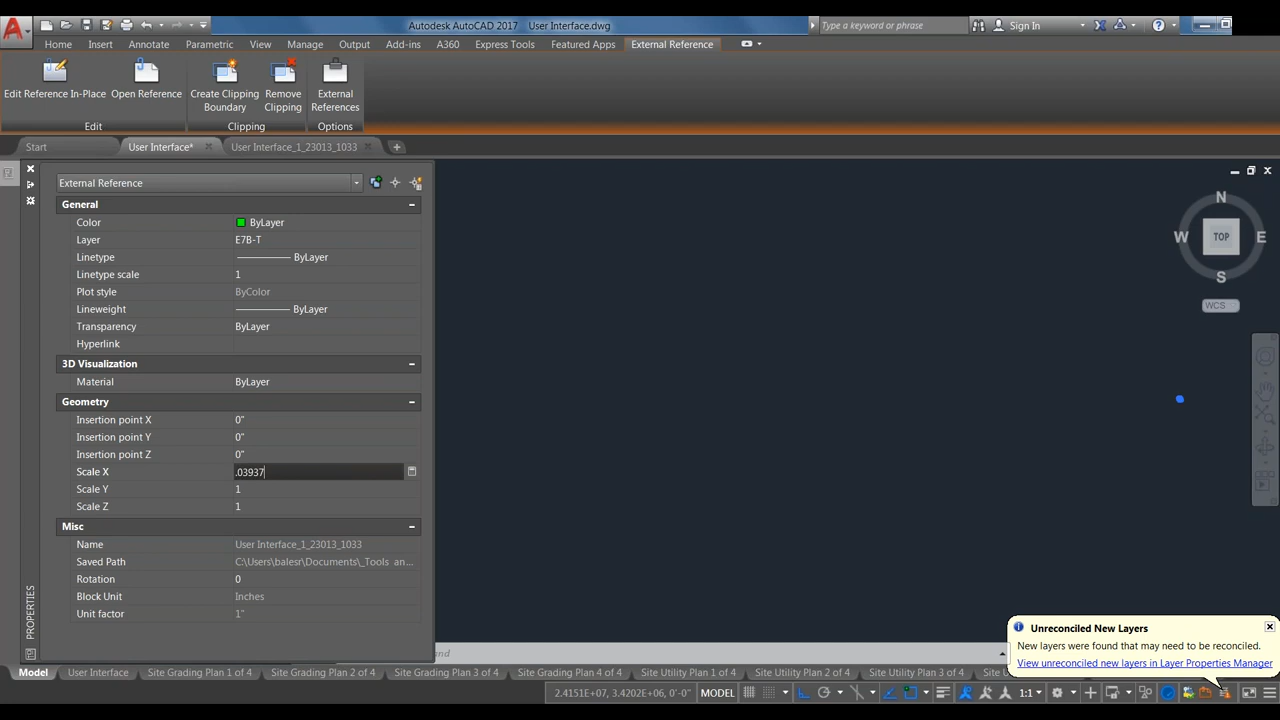 Autodesk AutoCAD 2017 User Interface.dwg
Type a keyword or phrase
Sign In
Home Insert Annotate Parametric View Manage Output Add-ins A360 Express Tools Featured Apps External Reference
Edit Reference In-Place Open Reference Create Clipping Boundary Remove Clipping External References
Edit Clipping Options
Start User Interface* User Interface_1_23013_1033
External Reference
General
Color ByLayer
Layer E7B-T
Linetype ByLayer
Linetype scale 1
Plot style ByColor
Lineweight ByLayer
Transparency ByLayer
Hyperlink
3D Visualization
Material ByLayer
Geometry
Insertion point X 0"
Insertion point Y 0"
Insertion point Z 0"
Scale X .03937
Scale Y 1
Scale Z 1
Misc
Name User Interface_1_23013_1033
Saved Path C:\Users\balesr\Documents\_Tools an...
Rotation 0
Block Unit Inches
Unit factor 1"
PROPERTIES
N
W TOP E
S
WCS
Unreconciled New Layers
New layers were found that may need to be reconciled.
View unreconciled new layers in Layer Properties Manager
Model User Interface Site Grading Plan 1 of 4 Site Grading Plan 2 of 4 Site Grading Plan 3 of 4 Site Grading Plan 4 of 4 Site Utility Plan 1 of 4 Site Utility Plan 2 of 4 Site Utility Plan 3 of 4 Site U
2.4151E+07, 3.4202E+06, 0'-0" MODEL 1:1